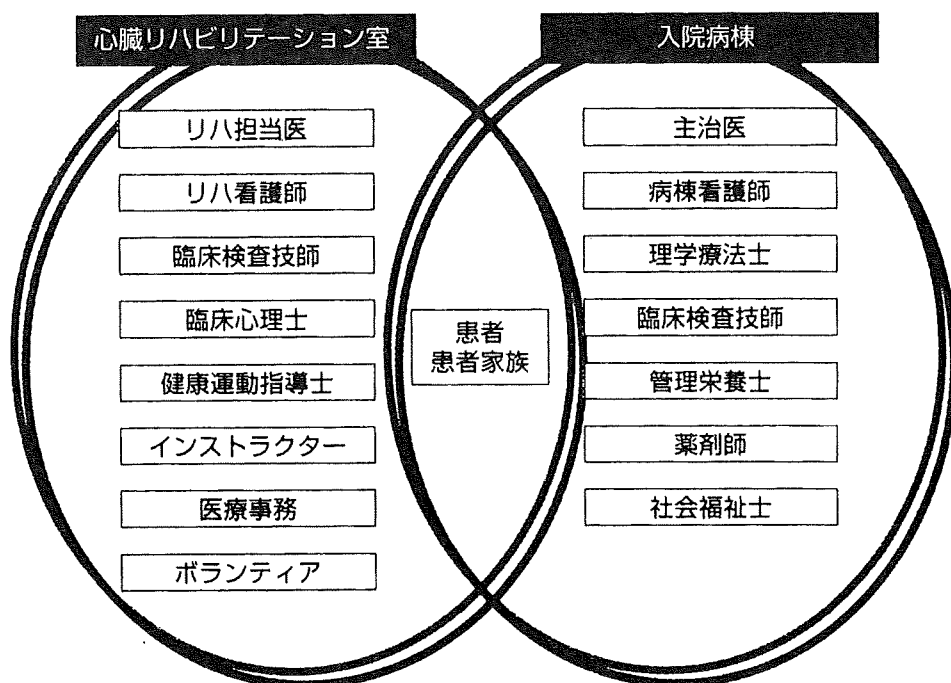 心臓リハビリテーション室
リハ担当医
リハ看護師
臨床検査技師
臨床心理士
健康運動指導士
インストラクター
医療事務
ボランティア
患者
患者家族
入院病棟
主治医
病棟看護師
理学療法士
臨床検査技師
管理栄養士
薬剤師
社会福祉士